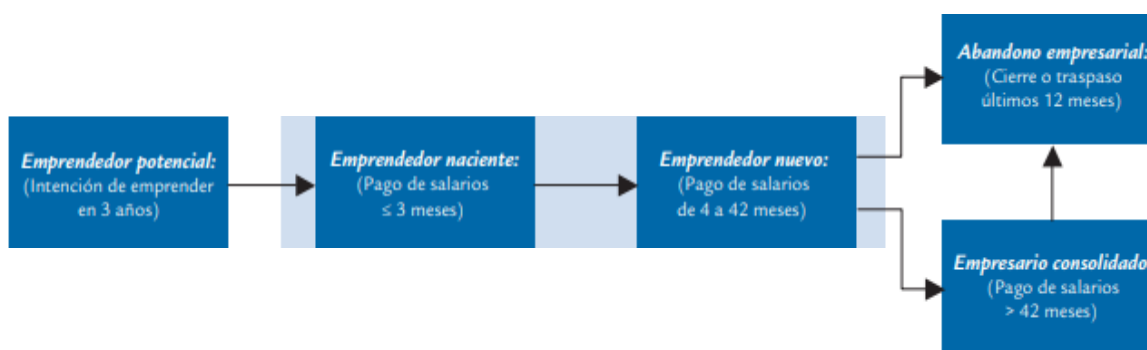 Emprendedor potencial:
(Intención de emprender
en 3 años)
Emprendedor naciente:
(Pago de salarios
≤ 3 meses)
Emprendedor nuevo:
(Pago de salarios
de 4 a 42 meses)
Abandono empresarial:
(Cierre o traspaso
últimos 12 meses)
Empresario consolidado
(Pago de salarios
> 42 meses)